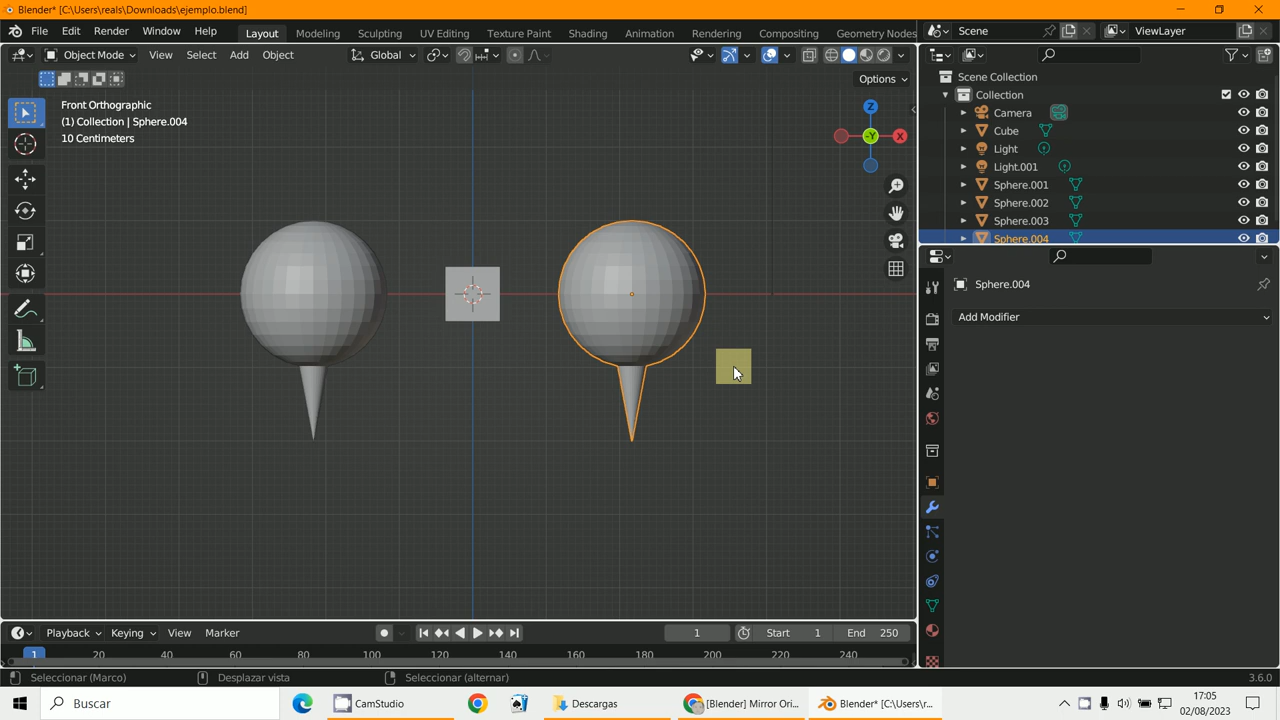 Blender* [C:\Users\reals\Downloads\ejemplo.blend]
File Edit Render Window Help Layout Modeling Sculpting UV Editing Texture Paint Shading Animation Rendering Compositing Geometry Nodes Scene ViewLayer
Object Mode View Select Add Object Global
Options
Front Orthographic
(1) Collection | Sphere.004
10 Centimeters
Z
X
-Y
Scene Collection
Collection
Camera
Cube
Light
Light.001
Sphere.001
Sphere.002
Sphere.003
Sphere.004
Sphere.004
Add Modifier
Playback Keying View Marker 1 Start 1 End 250
1 20 40 60 80 100 120 140 160 180 200 220 240
Seleccionar (Marco) Desplazar vista Seleccionar (alternar) 3.6.0
Buscar CamStudio Descargas [Blender] Mirror Ori... Blender* [C:\Users\r... 17:05
02/08/2023